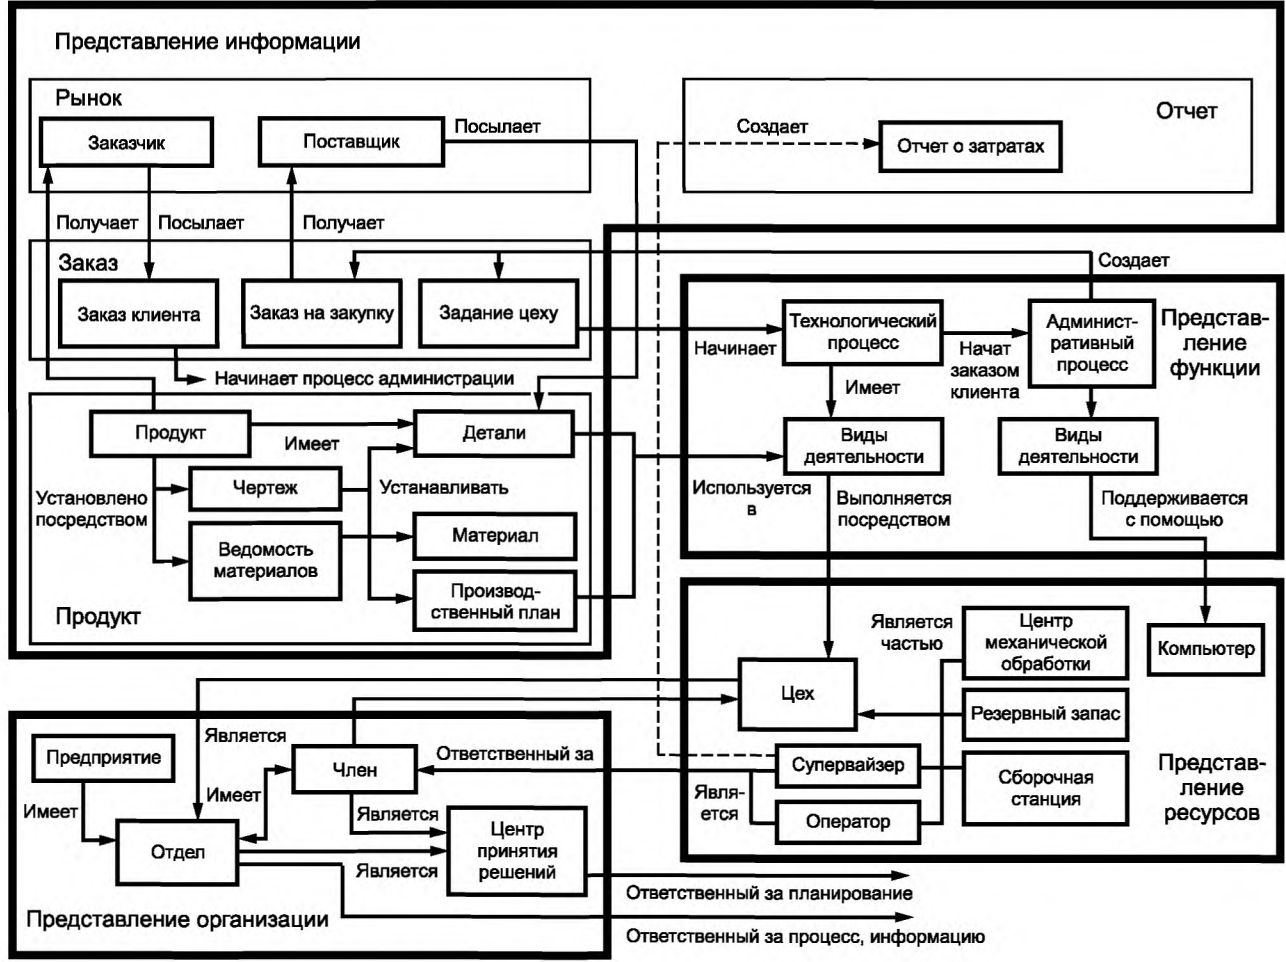 Представление информации
Рынок
Заказчик
Поставщик
Посылает
Создает
Отчет о затратах
Отчет
Получает
Посылает
Получает
Заказ
Заказ клиента
Заказ на закупку
Задание цеху
Начинает процесс администрации
Создает
Начинает
Технологический
процесс
Начат
заказом
клиента
Админист-
ративный
процесс
Представ-
ление
функции
Имеет
Виды
деятельности
Виды
деятельности
Используется
в
Выполняется
посредством
Поддерживается
с помощью
Продукт
Имеет
Детали
Установлено
посредством
Чертеж
Устанавливать
Ведомость
материалов
Материал
Производ-
ственный план
Продукт
Является
частью
Центр
механической
обработки
Компьютер
Цех
Резервный запас
Супервайзер
Сборочная
станция
Явля-
ется
Оператор
Представ-
ление
ресурсов
Является
Предприятие
Член
Ответственный за
Имеет
Имеет
Является
Отдел
Является
Центр
принятия
решений
Представление организации
Ответственный за планирование
Ответственный за процесс, информацию